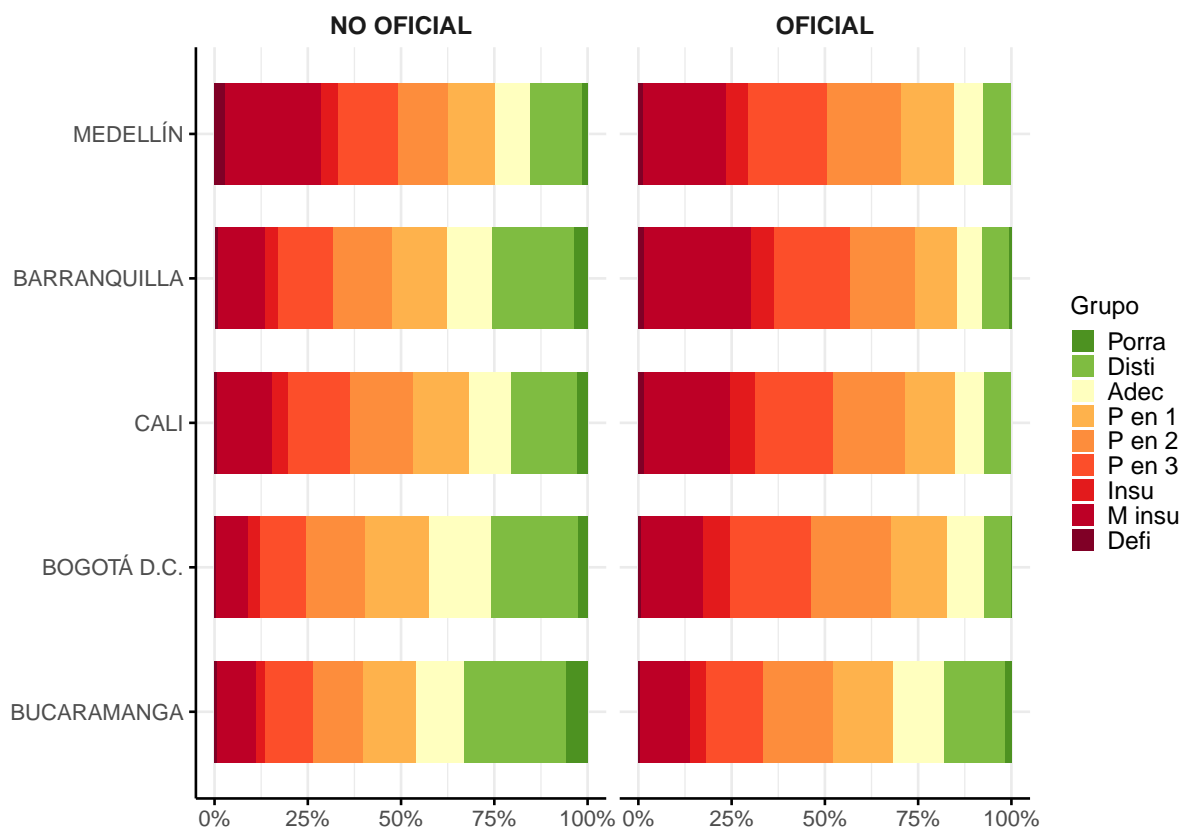 NO OFICIAL
OFICIAL
MEDELLÍN
BARRANQUILLA
CALI
BOGOTÁ D.C.
BUCARAMANGA
0%
25%
50%
75%
100%
0%
25%
50%
75%
100%
Grupo
Porra
Disti
Adec
P en 1
P en 2
P en 3
Insu
M insu
Defi